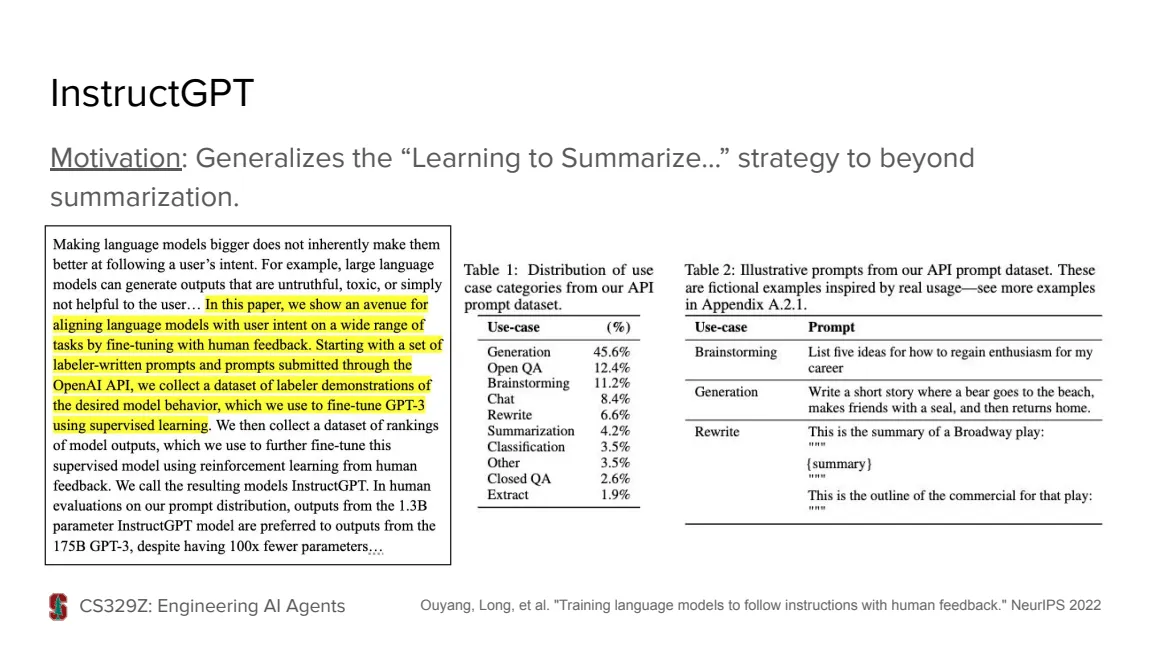 InstructGPT
Motivation: Generalizes the “Learning to Summarize...” strategy to beyond
summarization.
Making language models bigger does not inherently make them
better at following a user’s intent. For example, large language
models can generate outputs that are untruthful, toxic, or simply
not helpful to the user… In this paper, we show an avenue for
aligning language models with user intent on a wide range of
tasks by fine-tuning with human feedback. Starting with a set of
labeler-written prompts and prompts submitted through the
OpenAI API, we collect a dataset of labeler demonstrations of
the desired model behavior, which we use to fine-tune GPT-3
using supervised learning. We then collect a dataset of rankings
of model outputs, which we use to further fine-tune this
supervised model using reinforcement learning from human
feedback. We call the resulting models InstructGPT. In human
evaluations on our prompt distribution, outputs from the 1.3B
parameter InstructGPT model are preferred to outputs from the
175B GPT-3, despite having 100x fewer parameters…
Table 1: Distribution of use
case categories from our API
prompt dataset.
Use-case (%)
Generation 45.6%
Open QA 12.4%
Brainstorming 11.2%
Chat 8.4%
Rewrite 6.6%
Summarization 4.2%
Classification 3.5%
Other 3.5%
Closed QA 2.6%
Extract 1.9%
Table 2: Illustrative prompts from our API prompt dataset. These
are fictional examples inspired by real usage—see more examples
in Appendix A.2.1.
Use-case Prompt
Brainstorming List five ideas for how to regain enthusiasm for my
career
Generation Write a short story where a bear goes to the beach,
makes friends with a seal, and then returns home.
Rewrite This is the summary of a Broadway play:
"""
{summary}
"""
This is the outline of the commercial for that play:
"""
CS329Z: Engineering AI Agents
Ouyang, Long, et al. "Training language models to follow instructions with human feedback." NeurIPS 2022